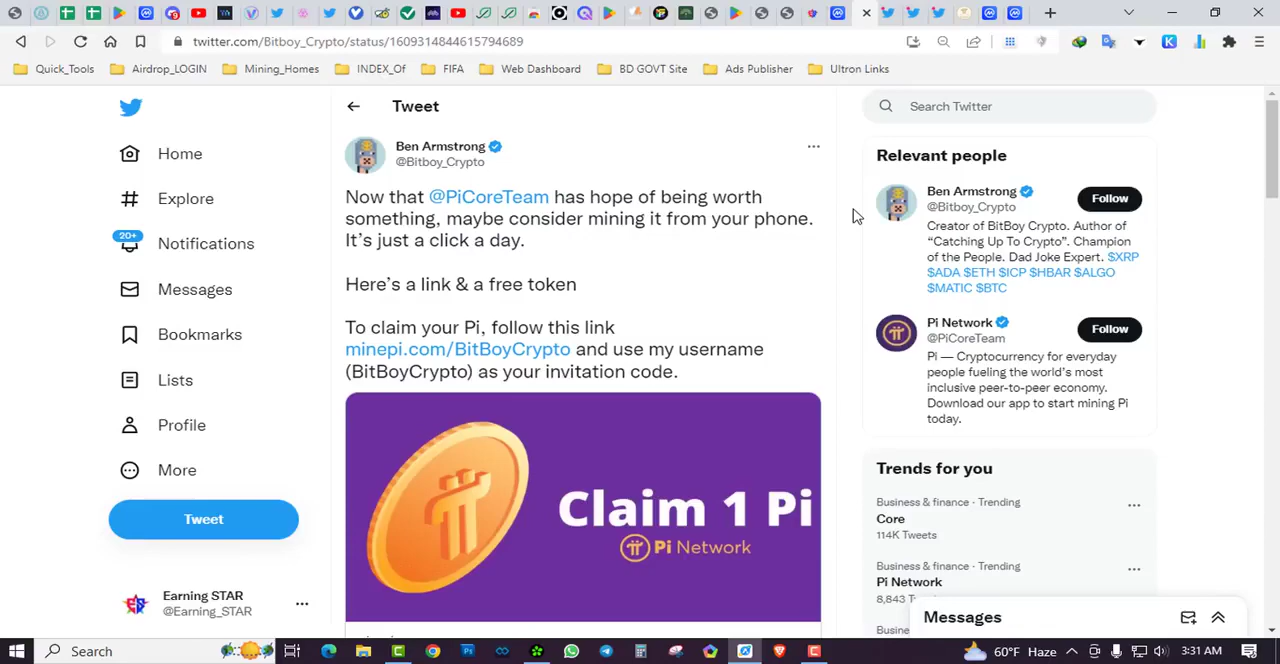 twitter.com/Bitboy_Crypto/status/1609314844615794689
Quick_Tools
Airdrop_LOGIN
Mining_Homes
INDEX_Of
FIFA
Web Dashboard
BD GOVT Site
Ads Publisher
Ultron Links
Home
Explore
20+
Notifications
Messages
Bookmarks
Lists
Profile
More
Tweet
Earning STAR
@Earning_STAR
Tweet
Ben Armstrong
@Bitboy_Crypto
Now that @PiCoreTeam has hope of being worth
something, maybe consider mining it from your phone.
It's just a click a day.
Here's a link & a free token
To claim your Pi, follow this link
minepi.com/BitBoyCrypto and use my username
(BitBoyCrypto) as your invitation code.
Claim 1 Pi
Pi Network
Search Twitter
Relevant people
Ben Armstrong
@Bitboy_Crypto
Follow
Creator of BitBoy Crypto. Author of
“Catching Up To Crypto”. Champion
of the People. Dad Joke Expert. $XRP
$ADA $ETH $ICP $HBAR $ALGO
$MATIC $BTC
Pi Network
@PiCoreTeam
Follow
Pi — Cryptocurrency for everyday
people fueling the world's most
inclusive peer-to-peer economy.
Download our app to start mining Pi
today.
Trends for you
Business & finance · Trending
Core
114K Tweets
Business & finance · Trending
Pi Network
8,843
Messages
Search
60°F Haze
3:31 AM